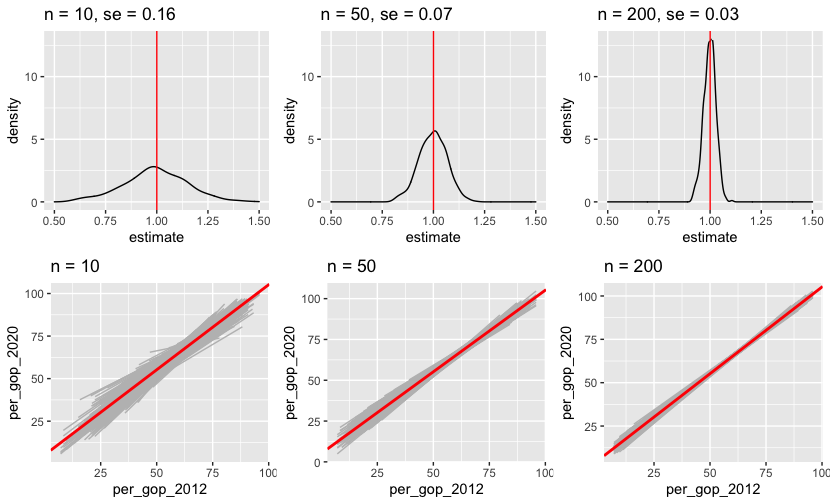 n = 10, se = 0.16
n = 50, se = 0.07
n = 200, se = 0.03
density
10
5
0
0.50 0.75 1.00 1.25 1.50
estimate
density
10
5
0
0.50 0.75 1.00 1.25 1.50
estimate
density
10
5
0
0.50 0.75 1.00 1.25 1.50
estimate
n = 10
n = 50
n = 200
per_gop_2020
100
75
50
25
25 50 75 100
per_gop_2012
per_gop_2020
100
75
50
25
0
25 50 75 100
per_gop_2012
per_gop_2020
100
75
50
25
25 50 75 100
per_gop_2012